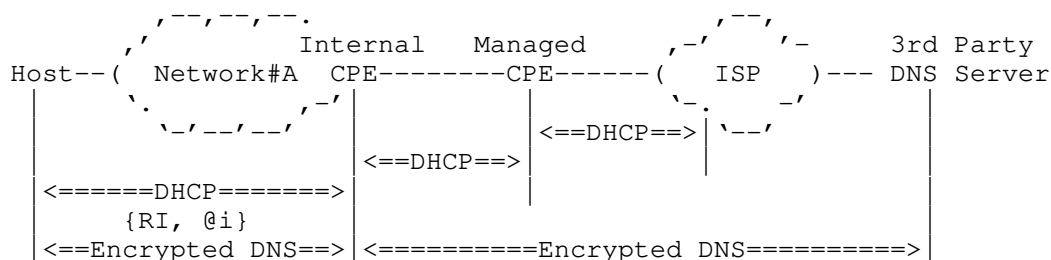 ,--,--,--. ,--,
,' Internal Managed ,-' '- 3rd Party
Host--( Network#A CPE--------CPE------( ISP )--- DNS Server
| `. ,-'| | `-. -' |
| `-'--'--' | |<==DHCP==>|`--' |
| |<==DHCP==>| | |
|<======DHCP=======>| | |
| {RI, @i} | |
|<==Encrypted DNS==>|<==========Encrypted DNS==========>|